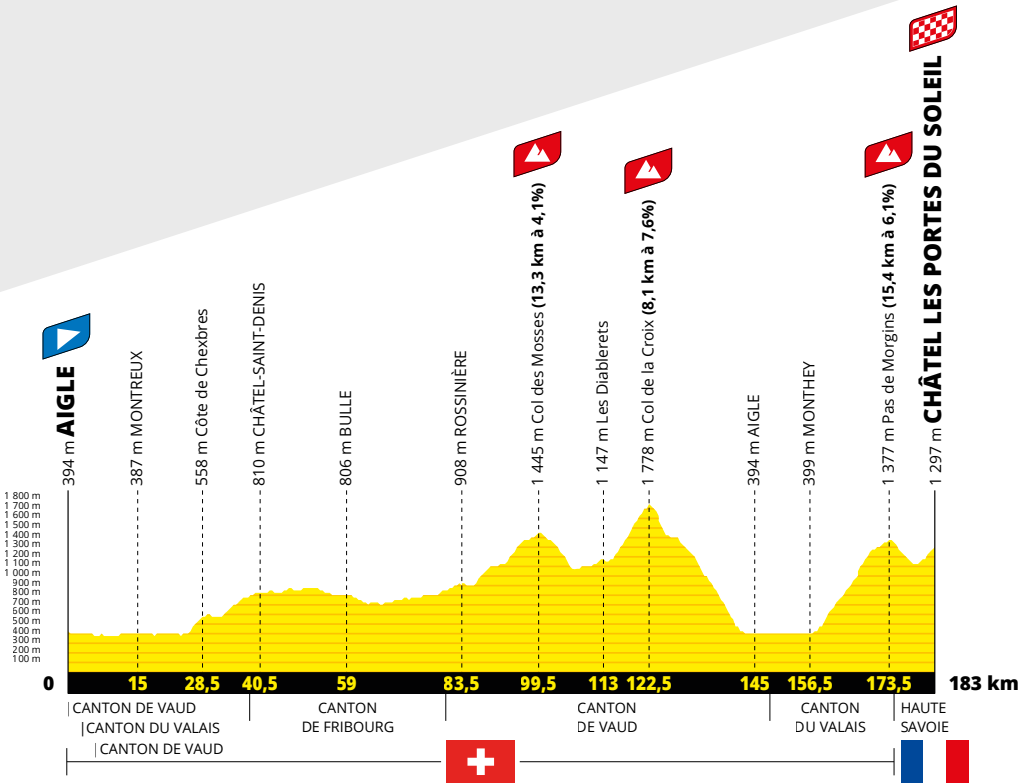 394 m AIGLE
387 m MONTREUX
558 m Côte de Chexbres
810 m CHÂTEL-SAINT-DENIS
806 m BULLE
908 m ROSSINIÈRE
1 445 m Col des Mosses (13,3 km à 4,1%)
1 147 m Les Diablerets
1 778 m Col de la Croix (8,1 km à 7,6%)
394 m AIGLE
399 m MONTHEY
1 377 m Pas de Morgins (15,4 km à 6,1%)
1 297 m CHÂTEL LES PORTES DU SOLEIL
1 800 m
1 700 m
1 600 m
1 500 m
1 400 m
1 300 m
1 200 m
1 100 m
1 000 m
900 m
800 m
700 m
600 m
500 m
400 m
300 m
200 m
100 m
0 15 28,5 40,5 59 83,5 99,5 113 122,5 145 156,5 173,5 183 km
CANTON DE VAUD
CANTON DU VALAIS
CANTON DE VAUD
CANTON
DE FRIBOURG
CANTON
DE VAUD
CANTON
DU VALAIS
HAUTE
SAVOIE